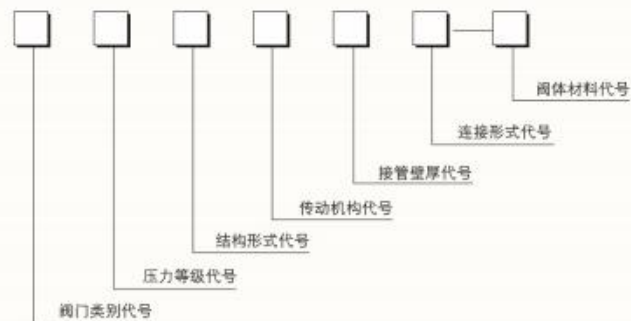 阀体材料代号
连接形式代号
接管壁厚代号
传动机构代号
结构形式代号
压力等级代号
阀门类别代号